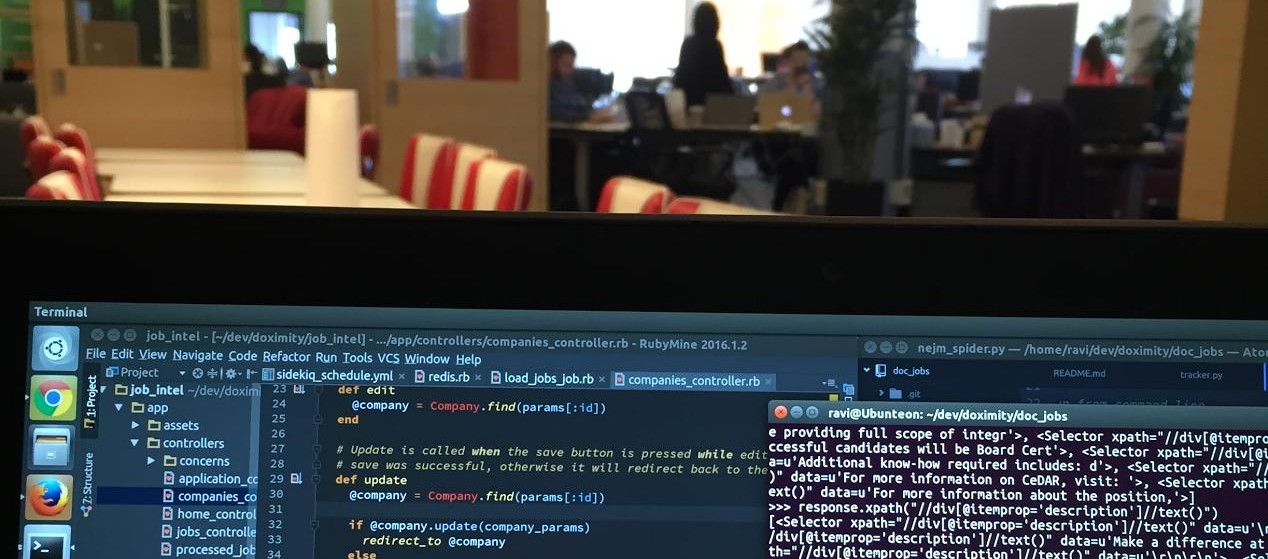 Terminal
job_intel - [~/dev/doximity/job_intel] - .../app/controllers/companies_controller.rb - RubyMine 2016.1.2
File Edit View Navigate Code Refactor Run Tools VCS Window Help
Project
sidekiq_schedule.yml × redis.rb × load_jobs_job.rb × companies_controller.rb ×
1: Project
7: Structure
job_intel ~/dev/doxim
app
assets
controllers
concerns
application_co
companies_co
home_control
jobs_controlle
processed_job
23 def edit
24 @company = Company.find(params[:id])
25 end
26
27 # Update is called when the save button is pressed while edit
28 # save was successful, otherwise it will redirect back to the
29 def update
30 @company = Company.find(params[:id])
31
32 if @company.update(company_params)
33 redirect_to @company
34 else
nejm_spider.py — /home/ravi/dev/doximity/doc_jobs — Ato
doc_jobs
README.md
tracker.py
.git
ravi@Ubunteon: ~/dev/doximity/doc_jobs
e providing full scope of integr'>, <Selector xpath="//div[@itempro
ccessful candidates will be Board Cert'>, <Selector xpath="//div[@i
a=u'Additional know-how required includes: d'>, <Selector xpath="//
)" data=u'For more information on CeDAR, visit: '>, <Selector xpath
ext()" data=u'For more information about the position,'>]
>>> response.xpath("//div[@itemprop='description']//text()")
[<Selector xpath="//div[@itemprop='description']//text()" data=u'\n
/div[@itemprop='description']//text()" data=u'Make a difference at
th="//div[@itemprop='description']//text()" data=u'\r\n\r\n'>, <Sel